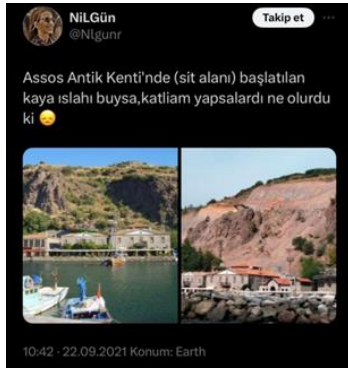 NiLGün
@Nlgunr
Takip et
Assos Antik Kenti'nde (sit alanı) başlatılan
kaya ıslahı buysa,katliam yapsalardı ne olurdu
ki 😞
10:42 · 22.09.2021 Konum: Earth